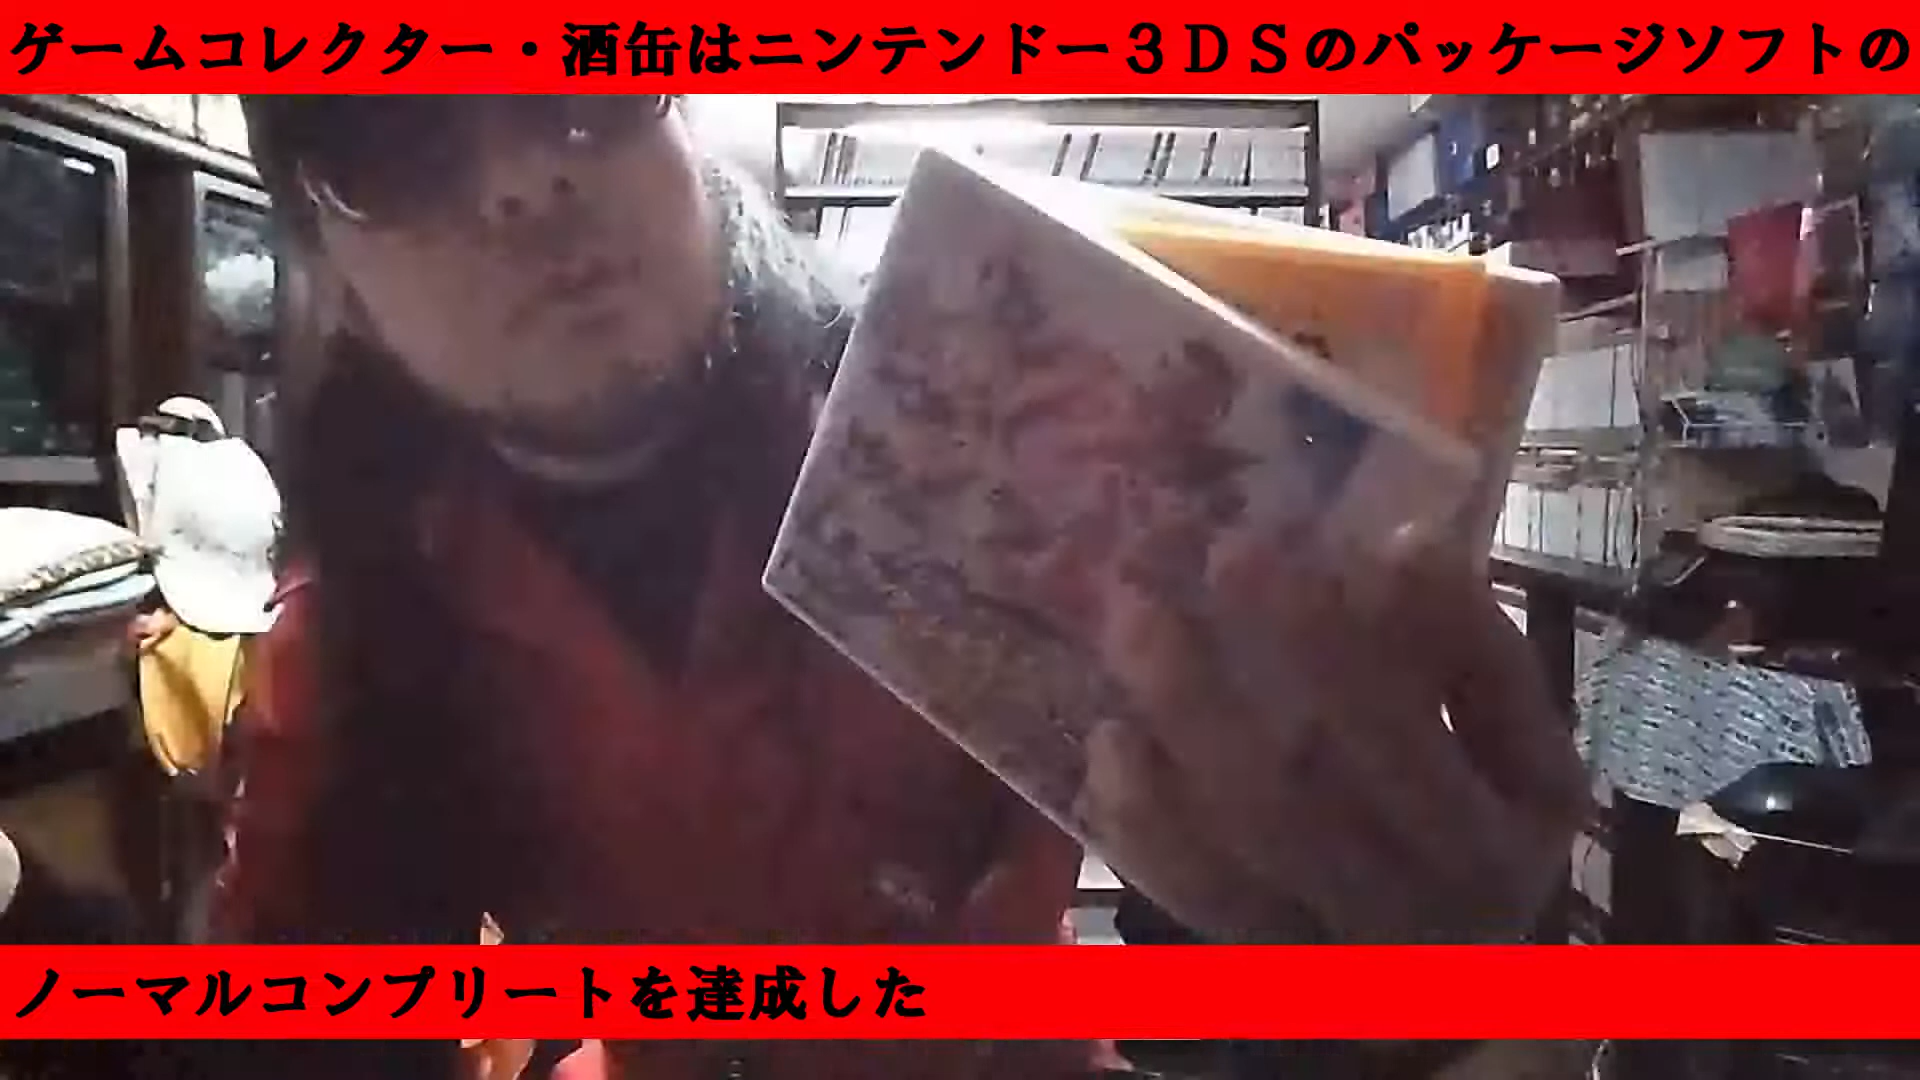 ゲームコレクター・酒缶はニンテンドー３ＤＳのパッケージソフトの
ノーマルコンプリートを達成した